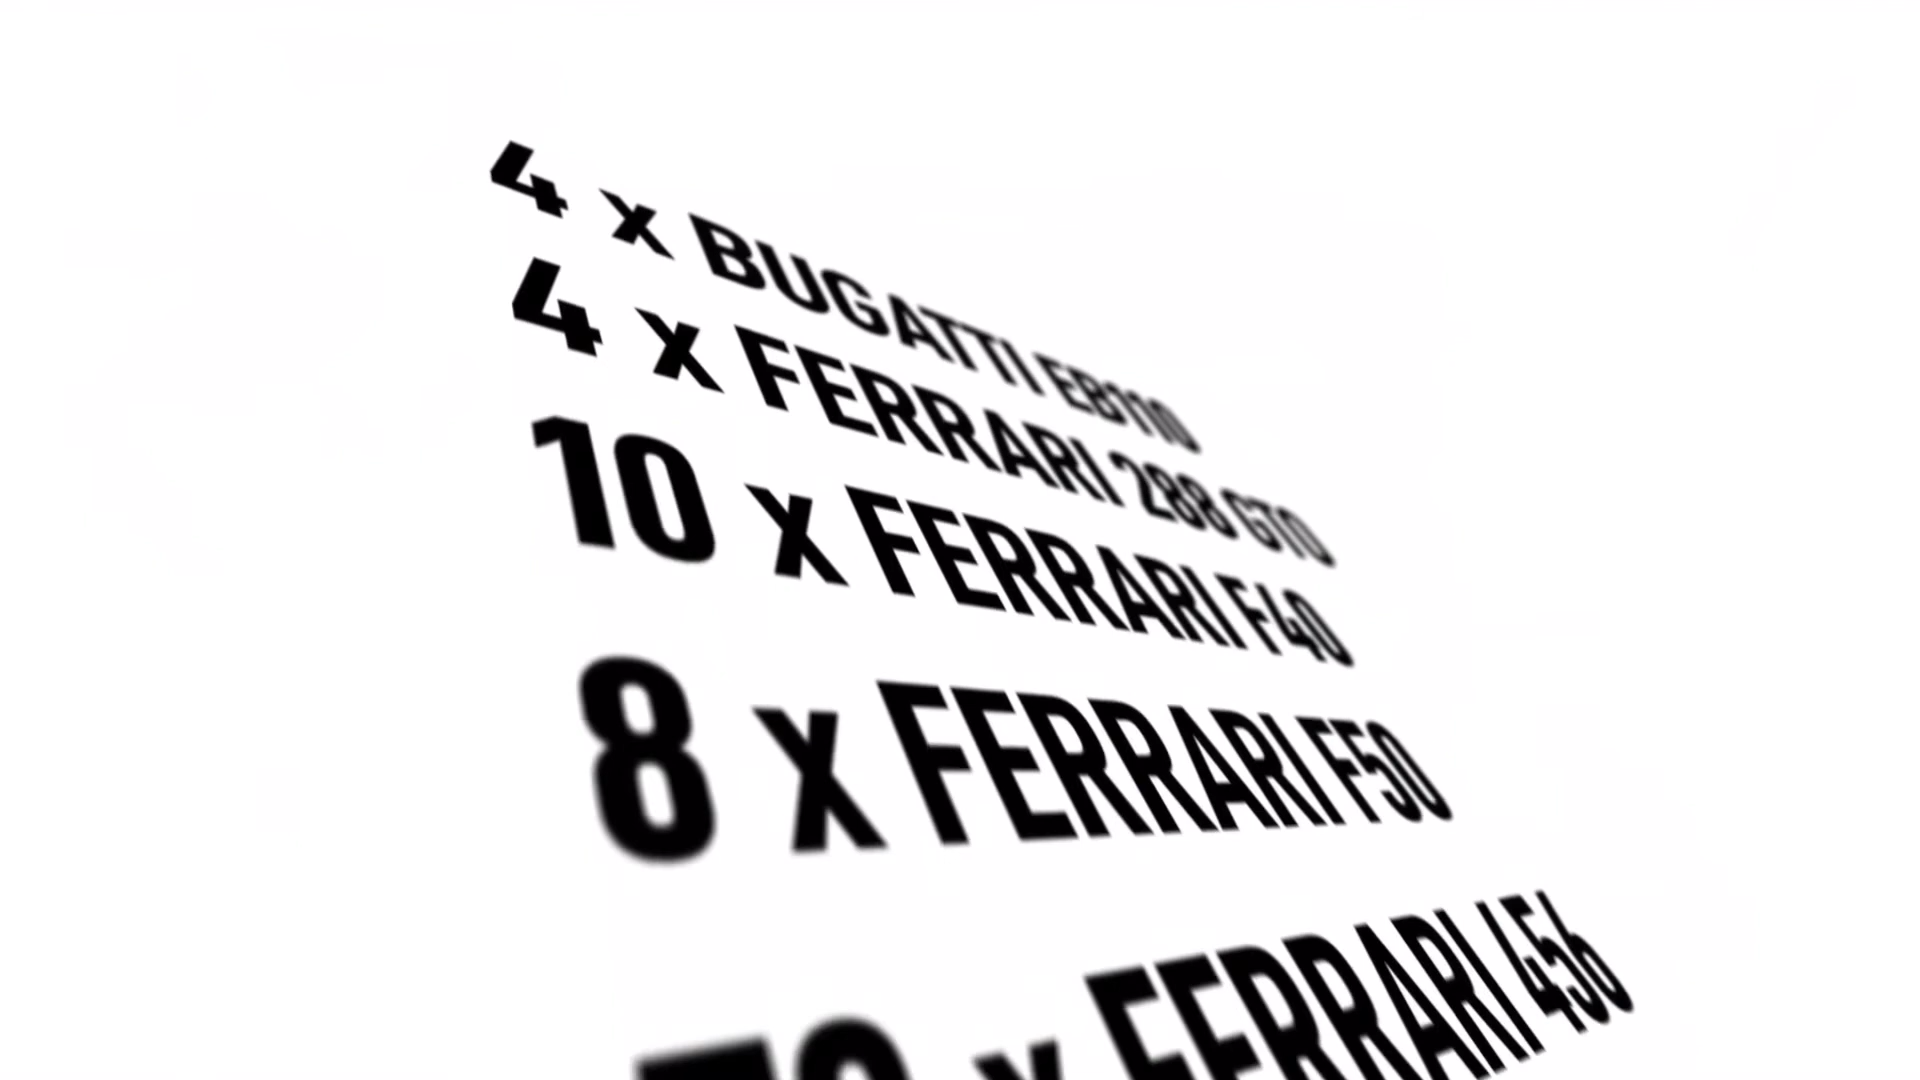 4 x BUGATTI EB110
4 x FERRARI 288 GTO
10 x FERRARI F40
8 x FERRARI F50
x FERRARI 456